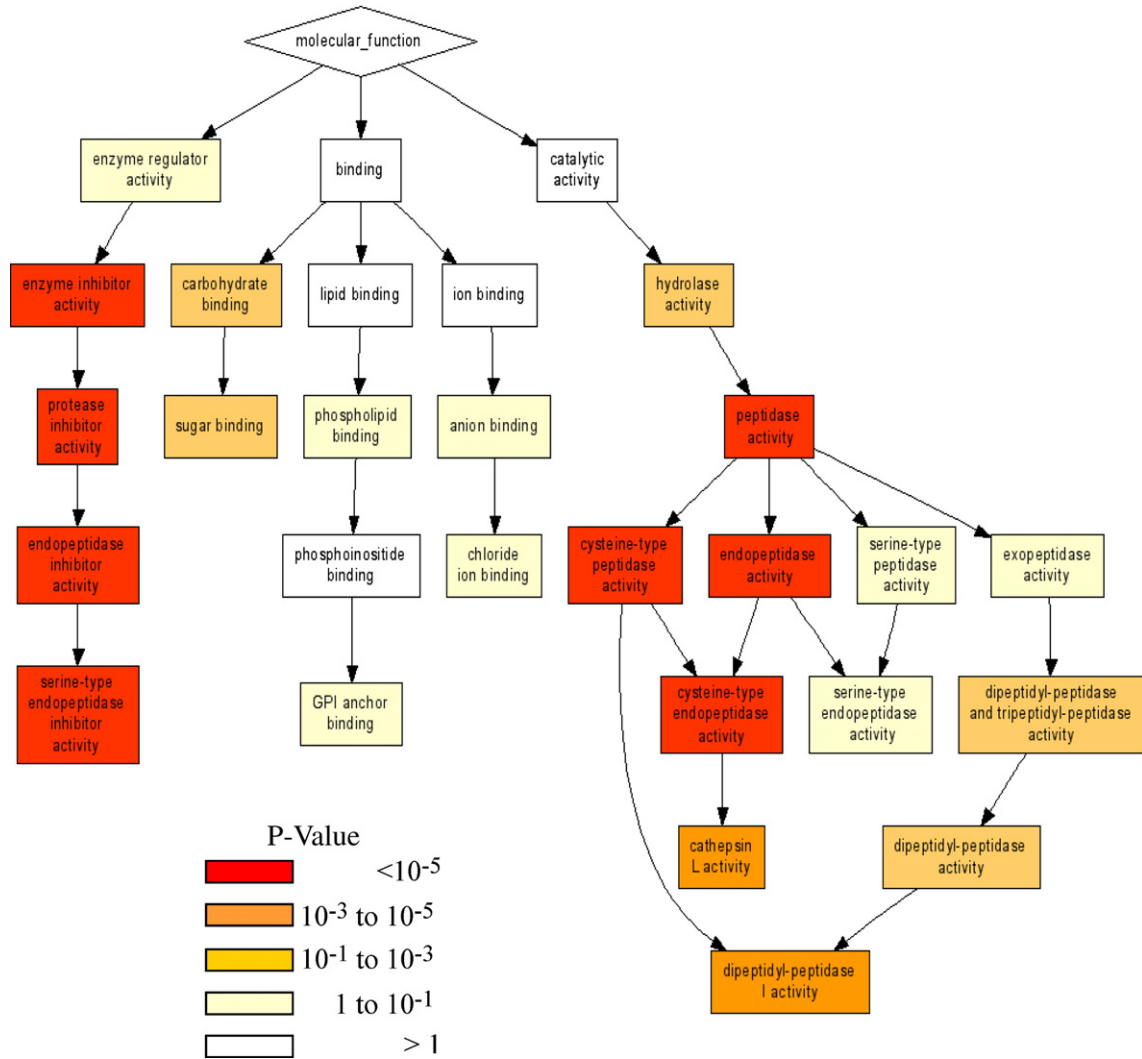 molecular_function
enzyme regulator
activity
binding
catalytic
activity
enzyme inhibitor
activity
carbohydrate
binding
lipid binding
ion binding
hydrolase
activity
protease
inhibitor
activity
sugar binding
phospholipid
binding
anion binding
peptidase
activity
endopeptidase
inhibitor
activity
phosphoinositide
binding
chloride
ion binding
cysteine-type
peptidase
activity
endopeptidase
activity
serine-type
peptidase
activity
exopeptidase
activity
serine-type
endopeptidase
inhibitor
activity
GPI anchor
binding
cysteine-type
endopeptidase
activity
serine-type
endopeptidase
activity
dipeptidyl-peptidase
and tripeptidyl-peptidase
activity
cathepsin
L activity
dipeptidyl-peptidase
activity
dipeptidyl-peptidase
I activity
P-Value
<10⁻⁵
10⁻³ to 10⁻⁵
10⁻¹ to 10⁻³
1 to 10⁻¹
> 1